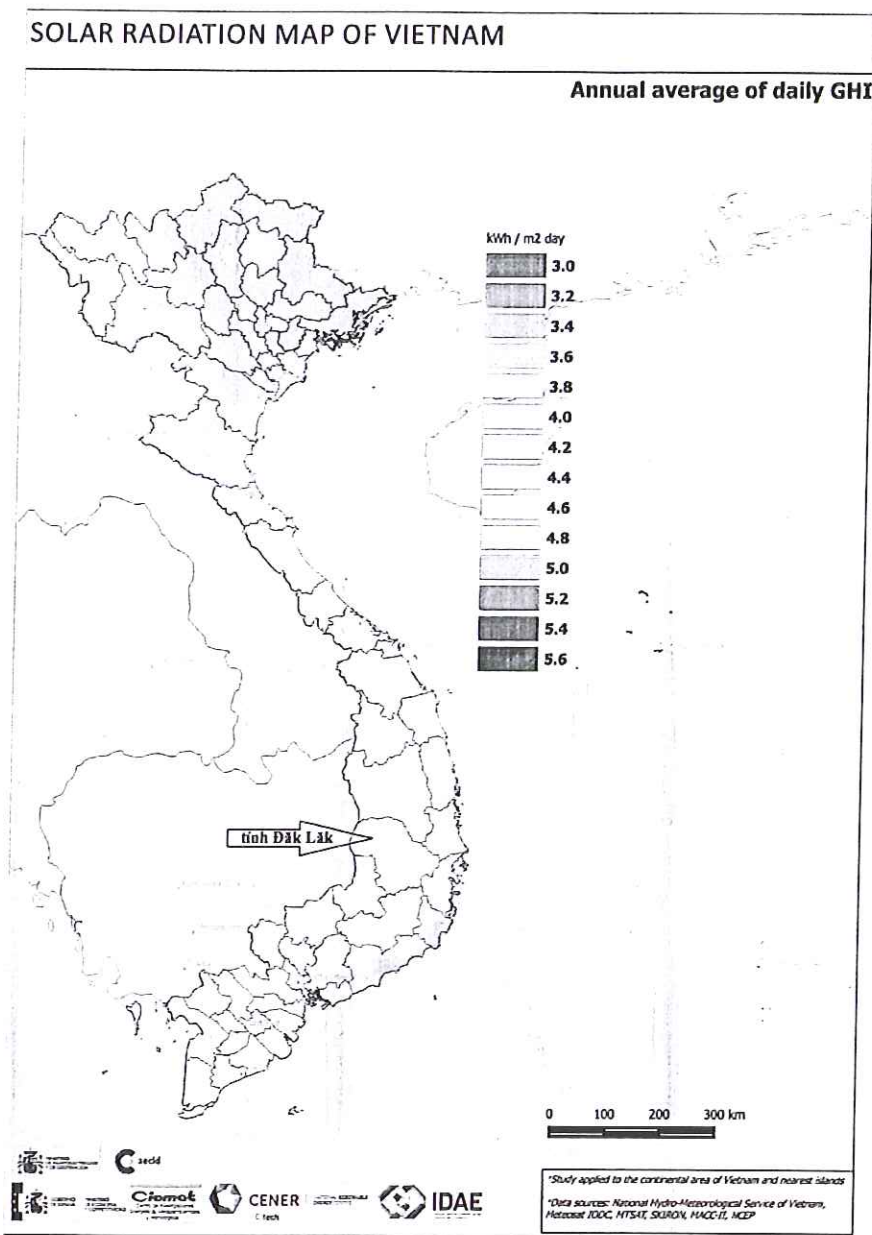 SOLAR RADIATION MAP OF VIETNAM
Annual average of daily GHI
kWh / m2 day
3.0
3.2
3.4
3.6
3.8
4.0
4.2
4.4
4.6
4.8
5.0
5.2
5.4
5.6
tỉnh Đăk Lăk
0 100 200 300 km
aecid
Ciemat
CENER
IDAE
*Study applied to the continental area of Vietnam and nearest islands
*Data sources: National Hydro-Meteorological Service of Vietnam,
Meteosat IODC, MTSAT, SKIRON, MACC-II, NCEP